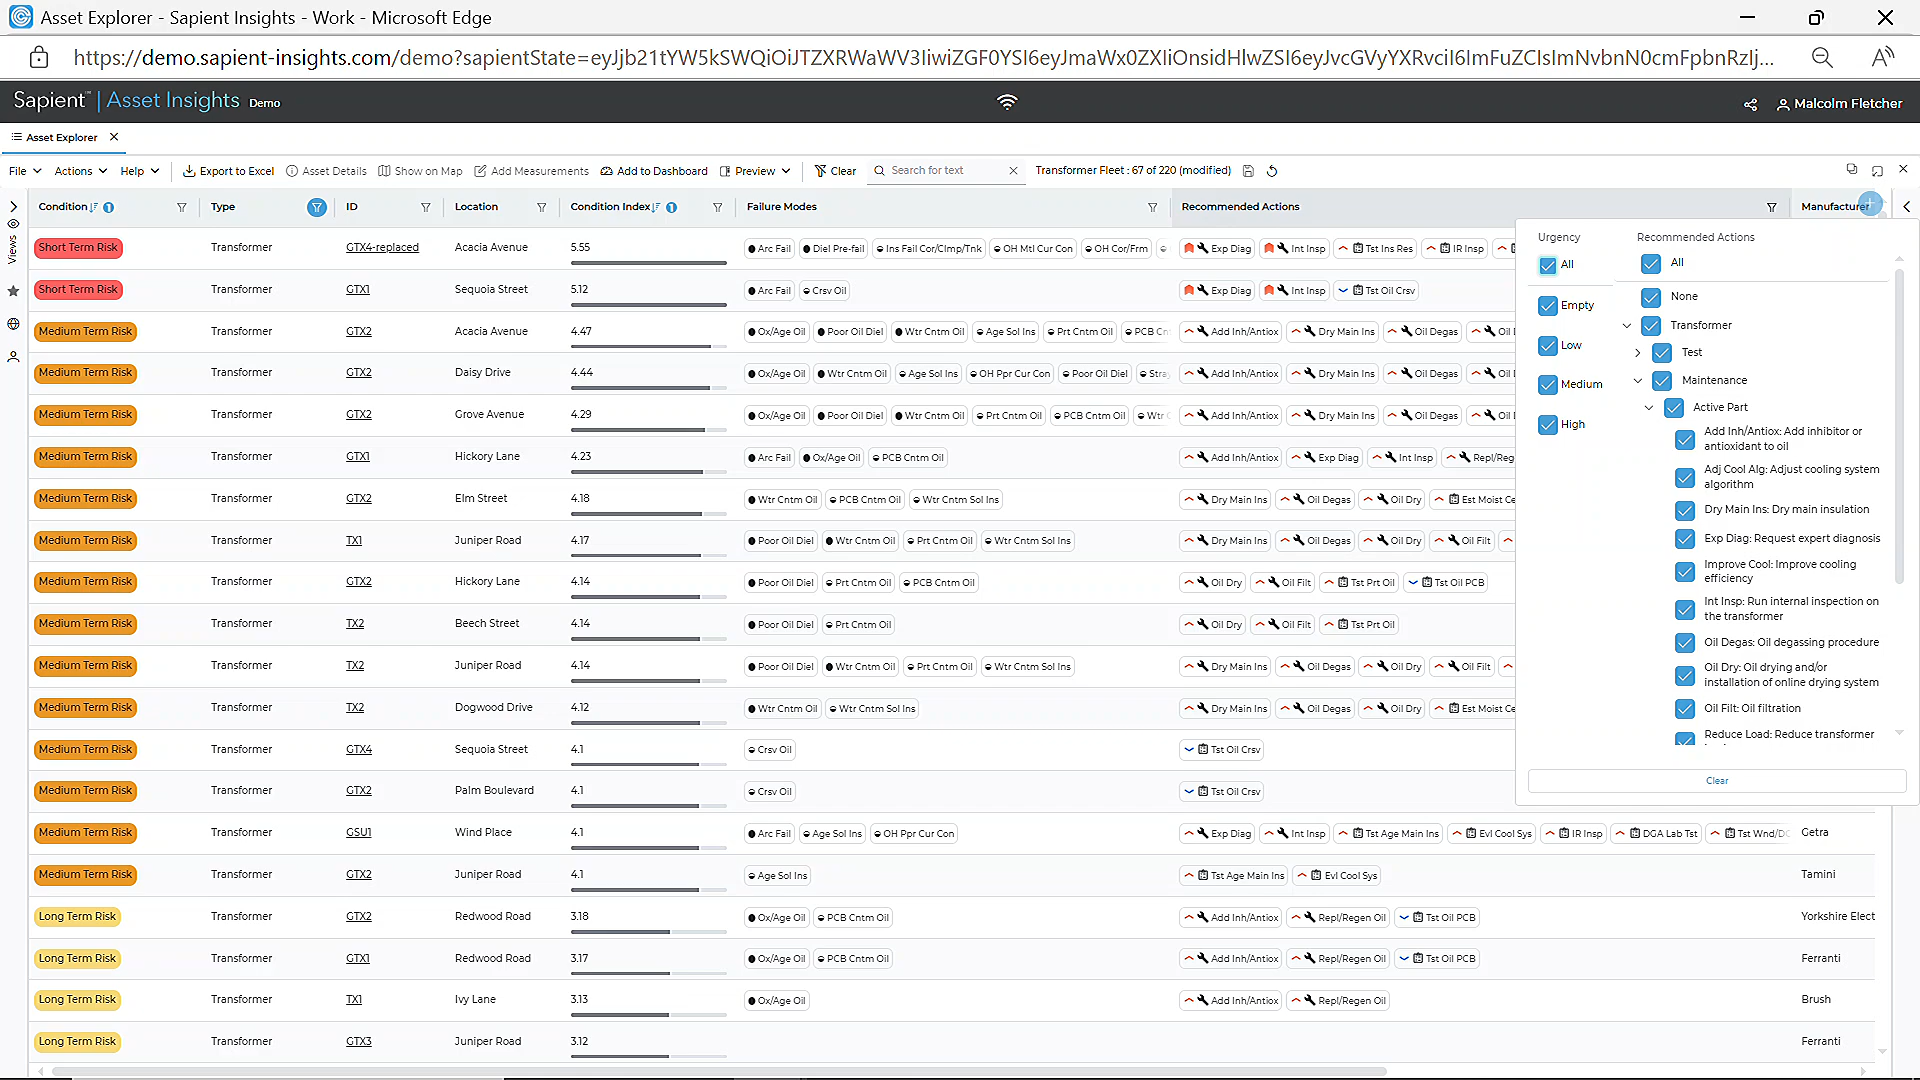 Asset Explorer - Sapient Insights - Work - Microsoft Edge
https://demo.sapient-insights.com/demo?sapientState=eyJjb21tYW5kSWQiOiJTZXRWaWV3IiwiZGF0YSI6eyJmaWx0ZXIiOnsidHlwZSI6eyJvcGVyYXRvciI6ImFuZCIsImNvbnN0cmFpbnRzIj...
Sapient™ | Asset Insights Demo
Malcolm Fletcher
Asset Explorer
File Actions Help Export to Excel Asset Details Show on Map Add Measurements Add to Dashboard Preview Clear Search for text Transformer Fleet : 67 of 220 (modified)
Views
Condition 1 Type ID Location Condition Index 1 Failure Modes Recommended Actions Manufacturer
Short Term Risk Transformer GTX4-replaced Acacia Avenue 5.55 Arc Fail Diel Pre-fail Ins Fail Cor/Clmp/Tnk OH Mtl Cur Con OH Cor/Frm Exp Diag Int Insp Tst Ins Res IR Insp
Short Term Risk Transformer GTX1 Sequoia Street 5.12 Arc Fail Crsv Oil Exp Diag Int Insp Tst Oil Crsv
Medium Term Risk Transformer GTX2 Acacia Avenue 4.47 Ox/Age Oil Poor Oil Diel Wtr Cntm Oil Age Sol Ins Prt Cntm Oil PCB Cn Add Inh/Antiox Dry Main Ins Oil Degas Oil
Medium Term Risk Transformer GTX2 Daisy Drive 4.44 Ox/Age Oil Wtr Cntm Oil Age Sol Ins OH Ppr Cur Con Poor Oil Diel Stra Add Inh/Antiox Dry Main Ins Oil Degas Oil
Medium Term Risk Transformer GTX2 Grove Avenue 4.29 Ox/Age Oil Poor Oil Diel Wtr Cntm Oil Prt Cntm Oil PCB Cntm Oil Wtr Add Inh/Antiox Dry Main Ins Oil Degas Oil
Medium Term Risk Transformer GTX1 Hickory Lane 4.23 Arc Fail Ox/Age Oil PCB Cntm Oil Add Inh/Antiox Exp Diag Int Insp Repl/Reg
Medium Term Risk Transformer GTX2 Elm Street 4.18 Wtr Cntm Oil PCB Cntm Oil Wtr Cntm Sol Ins Dry Main Ins Oil Degas Oil Dry Est Moist Ce
Medium Term Risk Transformer TX1 Juniper Road 4.17 Poor Oil Diel Wtr Cntm Oil Prt Cntm Oil Wtr Cntm Sol Ins Dry Main Ins Oil Degas Oil Dry Oil Filt
Medium Term Risk Transformer GTX2 Hickory Lane 4.14 Poor Oil Diel Prt Cntm Oil PCB Cntm Oil Oil Dry Oil Filt Tst Prt Oil Tst Oil PCB
Medium Term Risk Transformer TX2 Beech Street 4.14 Poor Oil Diel Prt Cntm Oil Oil Dry Oil Filt Tst Prt Oil
Medium Term Risk Transformer TX2 Juniper Road 4.14 Poor Oil Diel Wtr Cntm Oil Prt Cntm Oil Wtr Cntm Sol Ins Dry Main Ins Oil Degas Oil Dry Oil Filt
Medium Term Risk Transformer TX2 Dogwood Drive 4.12 Wtr Cntm Oil Wtr Cntm Sol Ins Dry Main Ins Oil Degas Oil Dry Est Moist Ce
Medium Term Risk Transformer GTX4 Sequoia Street 4.1 Crsv Oil Tst Oil Crsv
Medium Term Risk Transformer GTX2 Palm Boulevard 4.1 Crsv Oil Tst Oil Crsv
Medium Term Risk Transformer GSU1 Wind Place 4.1 Arc Fail Age Sol Ins OH Ppr Cur Con Exp Diag Int Insp Tst Age Main Ins Evl Cool Sys IR Insp DGA Lab Tst Tst Wnd/DC Getra
Medium Term Risk Transformer GTX2 Juniper Road 4.1 Age Sol Ins Tst Age Main Ins Evl Cool Sys Tamini
Long Term Risk Transformer GTX2 Redwood Road 3.18 Ox/Age Oil PCB Cntm Oil Add Inh/Antiox Repl/Regen Oil Tst Oil PCB Yorkshire Elect
Long Term Risk Transformer GTX1 Redwood Road 3.17 Ox/Age Oil PCB Cntm Oil Add Inh/Antiox Repl/Regen Oil Tst Oil PCB Ferranti
Long Term Risk Transformer TX1 Ivy Lane 3.13 Ox/Age Oil Add Inh/Antiox Repl/Regen Oil Brush
Long Term Risk Transformer GTX3 Juniper Road 3.12 Ferranti
Urgency
All
Empty
Low
Medium
High
Recommended Actions
All
None
Transformer
Test
Maintenance
Active Part
Add Inh/Antiox: Add inhibitor or
antioxidant to oil
Adj Cool Alg: Adjust cooling system
algorithm
Dry Main Ins: Dry main insulation
Exp Diag: Request expert diagnosis
Improve Cool: Improve cooling
efficiency
Int Insp: Run internal inspection on
the transformer
Oil Degas: Oil degassing procedure
Oil Dry: Oil drying and/or
installation of online drying system
Oil Filt: Oil filtration
Reduce Load: Reduce transformer
Clear